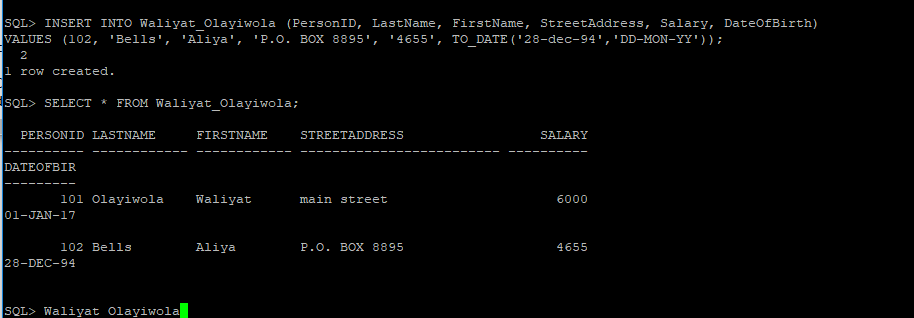 SQL> INSERT INTO Waliyat_Olayiwola (PersonID, LastName, FirstName, StreetAddress, Salary, DateOfBirth)
VALUES (102, 'Bells', 'Aliya', 'P.O. BOX 8895', '4655', TO_DATE('28-dec-94','DD-MON-YY'));
  2
1 row created.
SQL> SELECT * FROM Waliyat_Olayiwola;
  PERSONID LASTNAME     FIRSTNAME    STREETADDRESS                 SALARY
---------- ------------ ------------ ------------------------- ----------
DATEOFBIR
---------
       101 Olayiwola    Waliyat      main street                     6000
01-JAN-17
       102 Bells        Aliya        P.O. BOX 8895                   4655
28-DEC-94
SQL> Waliyat Olayiwola